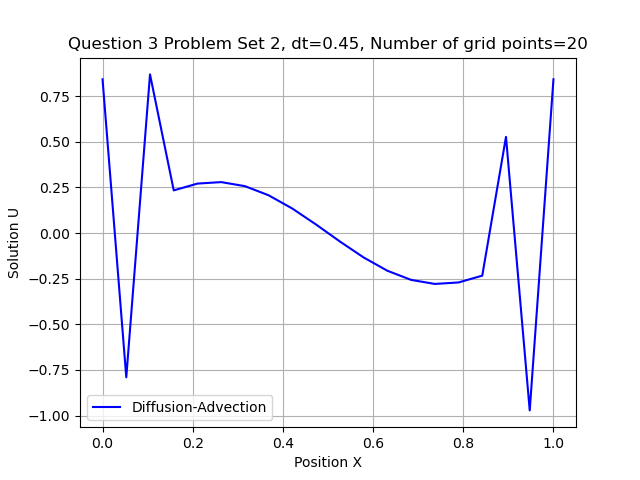 Question 3 Problem Set 2, dt=0.45, Number of grid points=20
0.75
0.50
0.25
0.00
−0.25
−0.50
−0.75
−1.00
Solution U
Diffusion-Advection
0.0 0.2 0.4 0.6 0.8 1.0
Position X